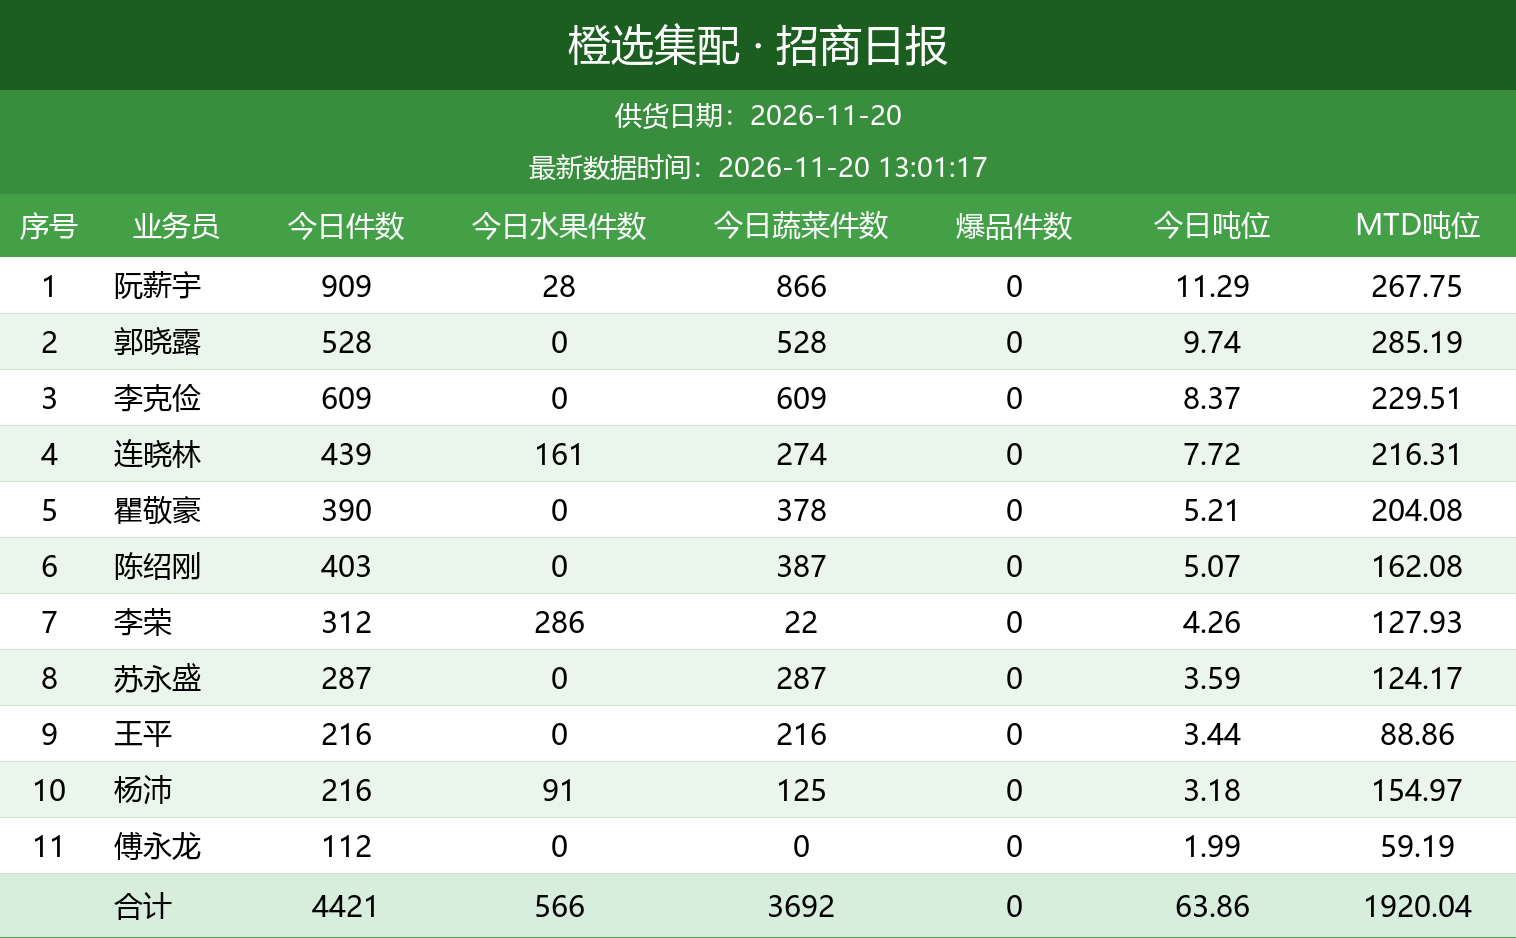 橙选集配 · 招商日报
供货日期：2026-11-20
最新数据时间：2026-11-20 13:01:17
序号 业务员 今日件数 今日水果件数 今日蔬菜件数 爆品件数 今日吨位 MTD吨位
1 阮薪宇 909 28 866 0 11.29 267.75
2 郭晓露 528 0 528 0 9.74 285.19
3 李克俭 609 0 609 0 8.37 229.51
4 连晓林 439 161 274 0 7.72 216.31
5 瞿敬豪 390 0 378 0 5.21 204.08
6 陈绍刚 403 0 387 0 5.07 162.08
7 李荣 312 286 22 0 4.26 127.93
8 苏永盛 287 0 287 0 3.59 124.17
9 王平 216 0 216 0 3.44 88.86
10 杨沛 216 91 125 0 3.18 154.97
11 傅永龙 112 0 0 0 1.99 59.19
合计 4421 566 3692 0 63.86 1920.04